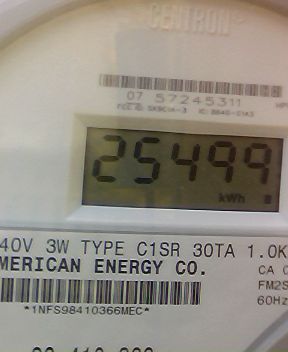 CENTRON
07 57245311
25499
kWh
40V 3W TYPE C1SR 30TA 1.0K
MERICAN ENERGY CO.
CA 0
FM2S
60Hz
*1NFS98410366MEC*